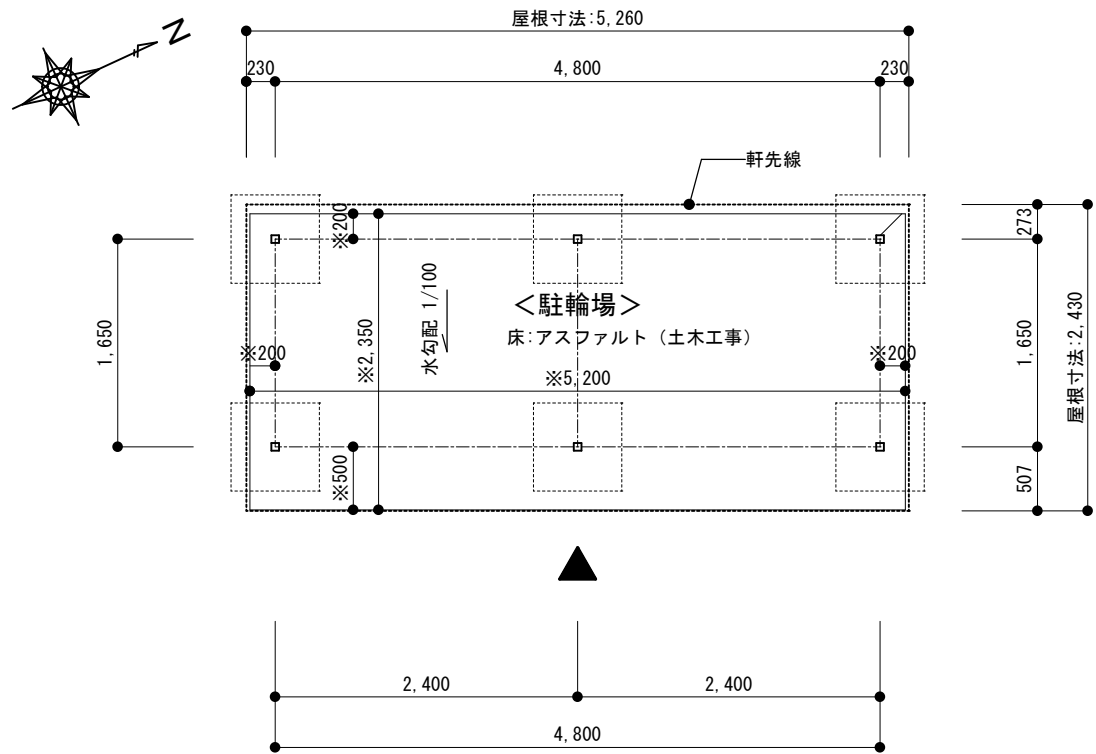 屋根寸法:5,260
N
230
4,800
230
軒先線
※200
273
水勾配 1/100
<駐輪場>
床:アスファルト(土木工事)
1,650
※200
※2,350
※200
1,650
屋根寸法:2,430
※5,200
※500
507
2,400
2,400
4,800